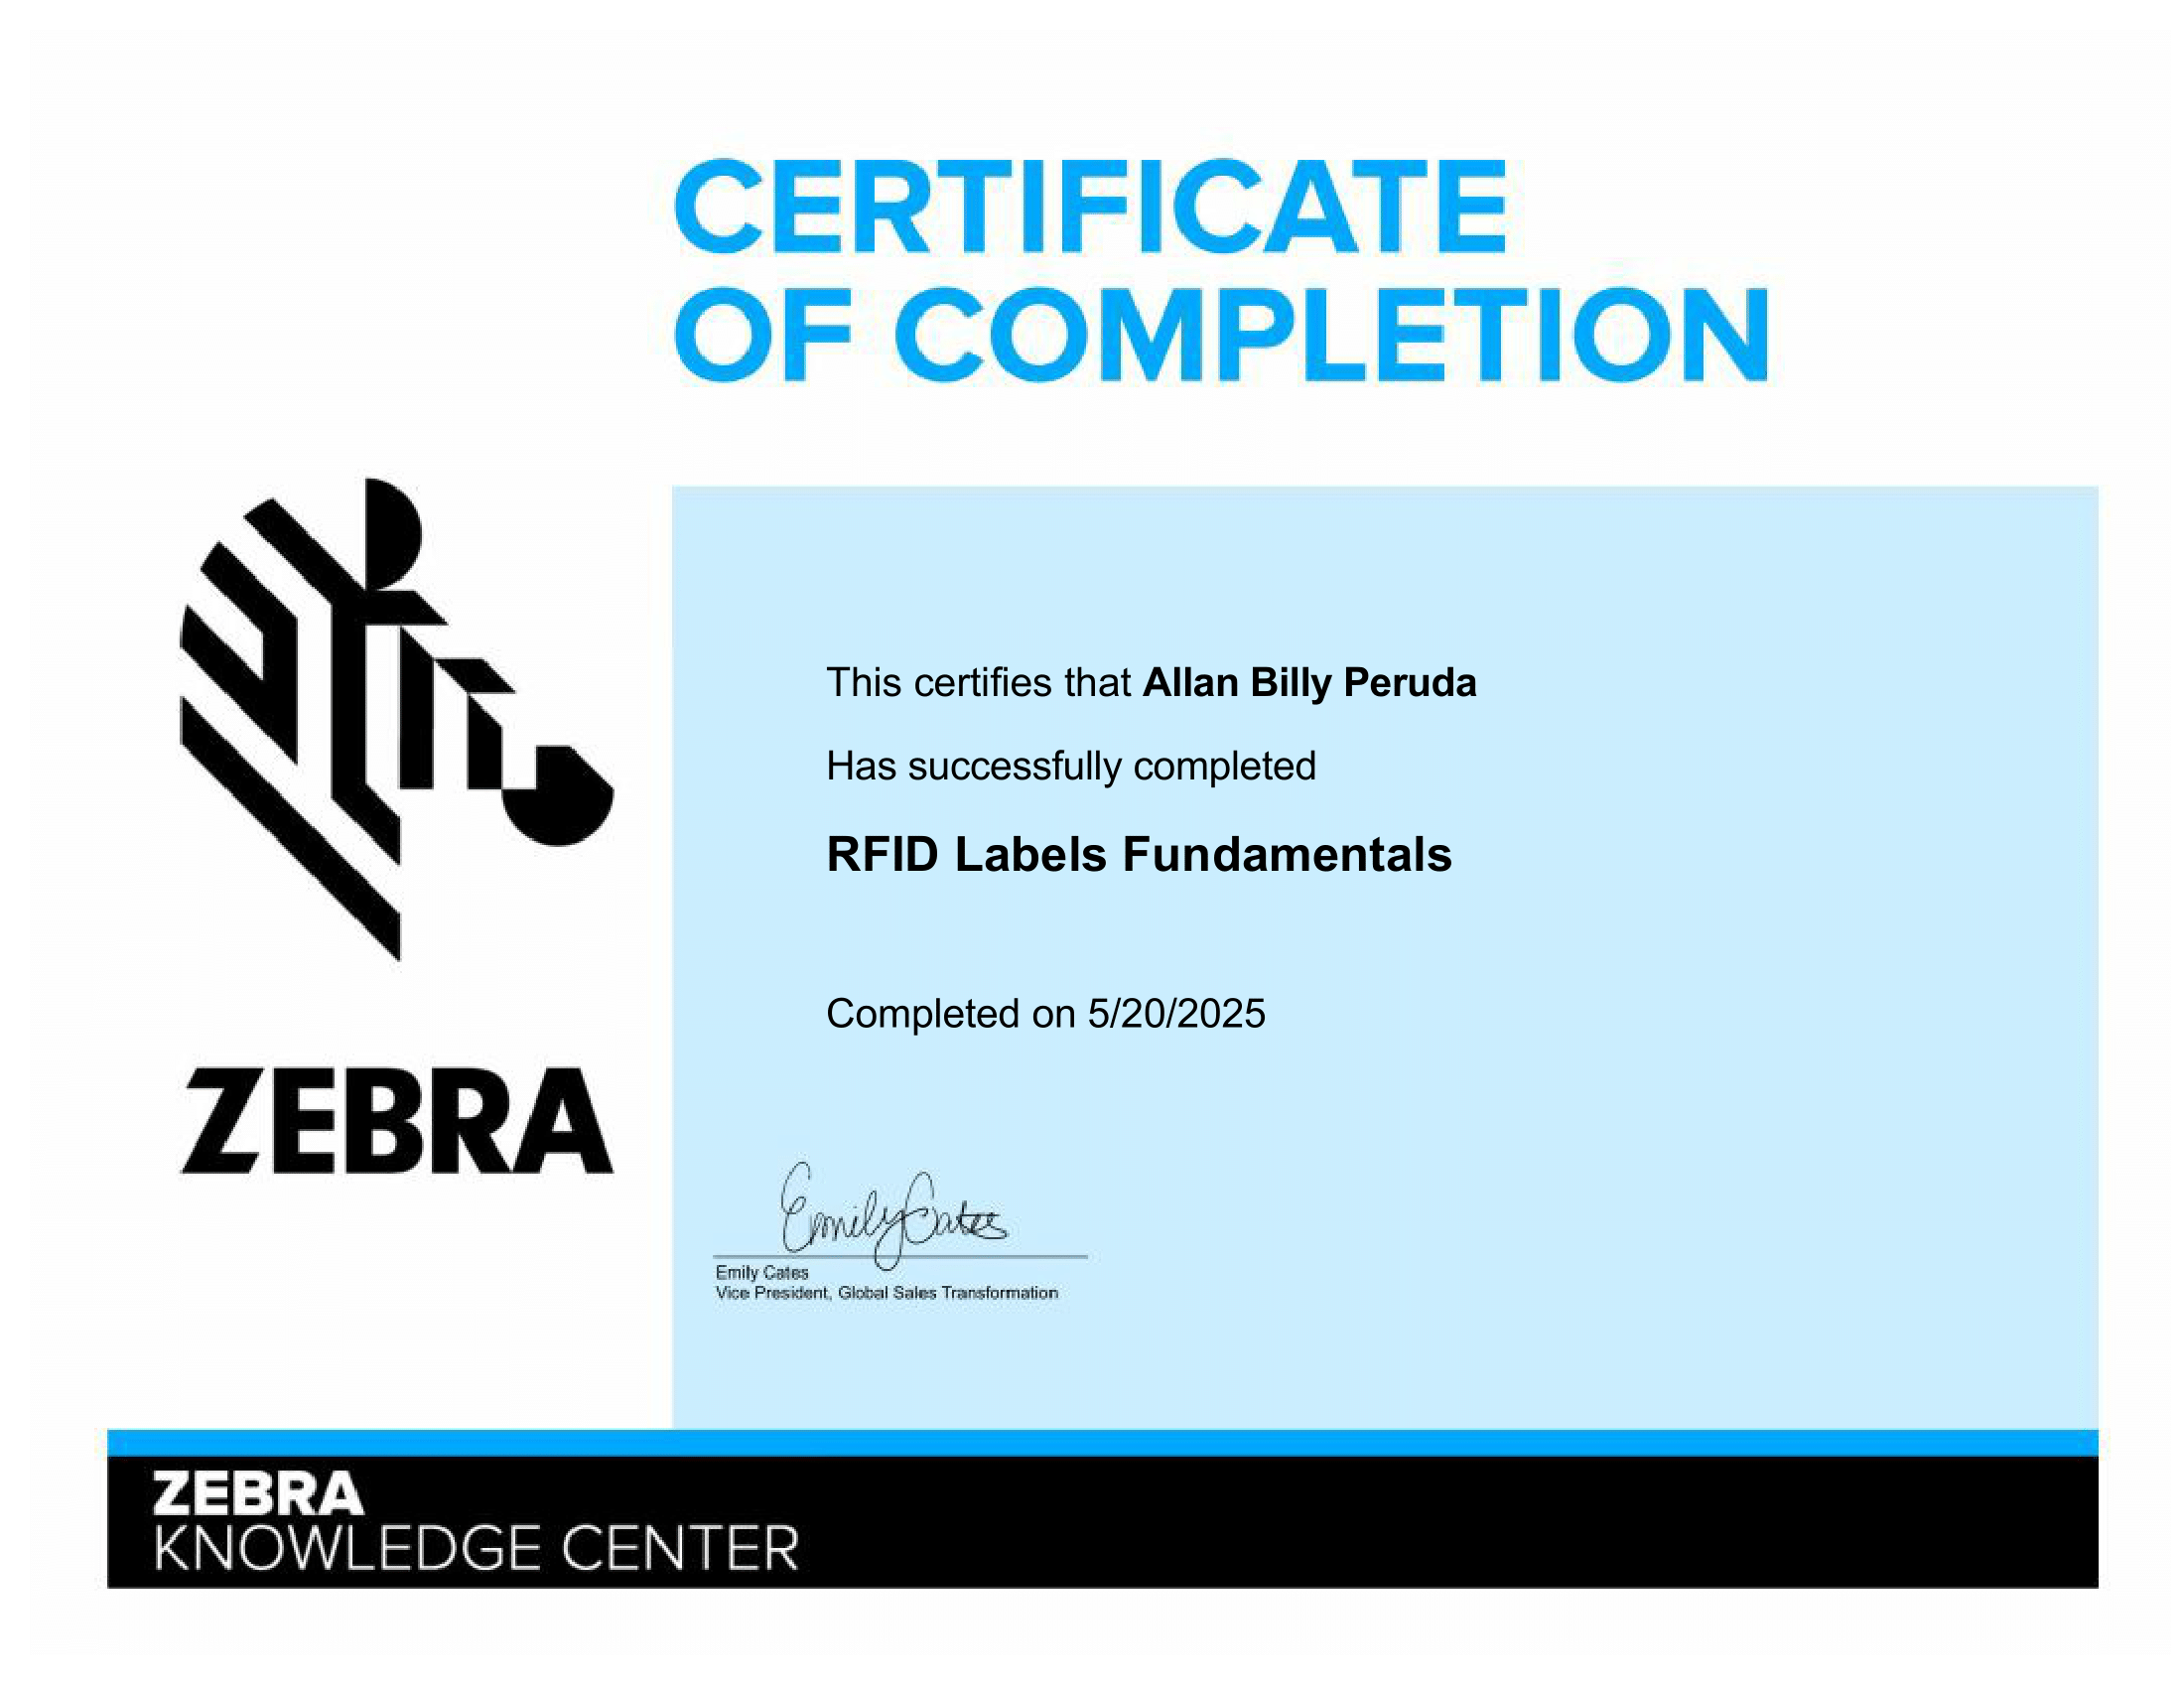 CERTIFICATE
OF COMPLETION
This certifies that Allan Billy Peruda
Has successfully completed
RFID Labels Fundamentals
Completed on 5/20/2025
ZEBRA
Emily Cates
Emily Cates
Vice President, Global Sales Transformation
ZEBRA
KNOWLEDGE CENTER